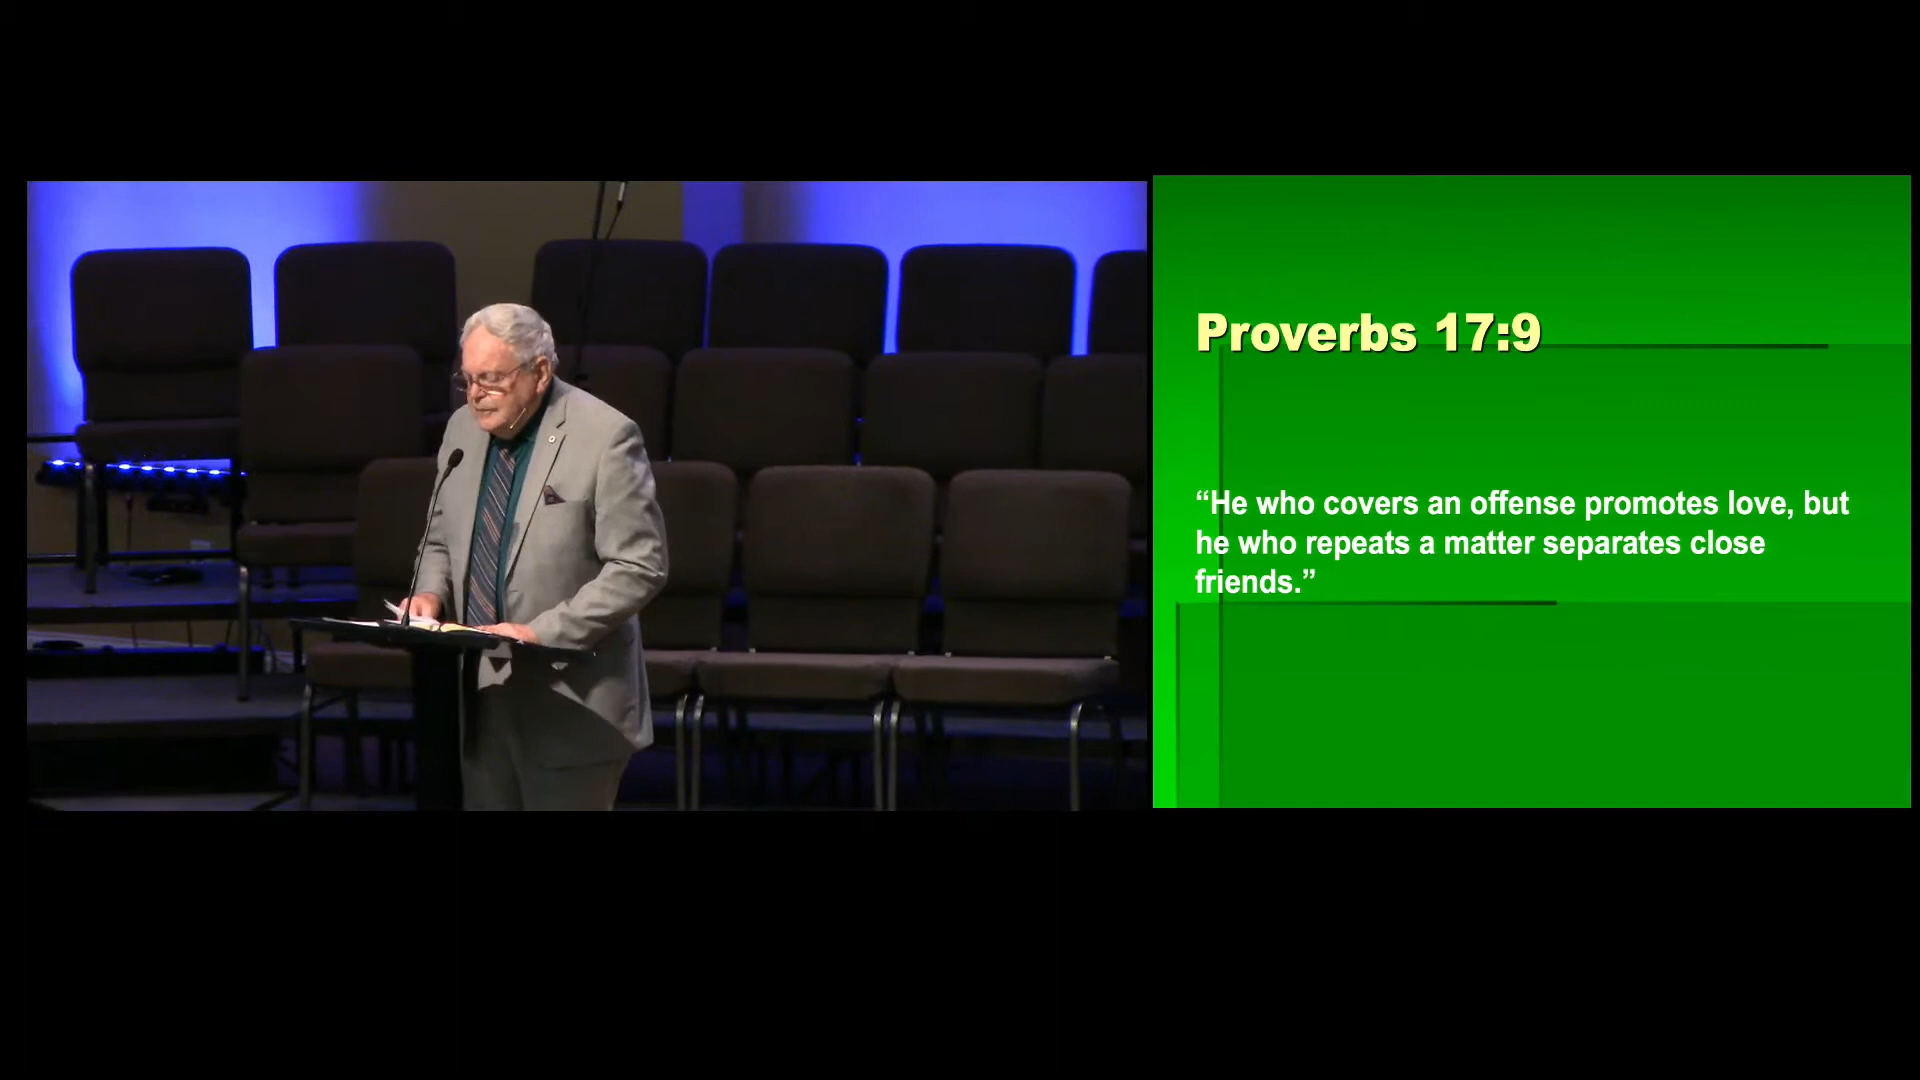 Proverbs 17:9
“He who covers an offense promotes love, but
he who repeats a matter separates close
friends.”